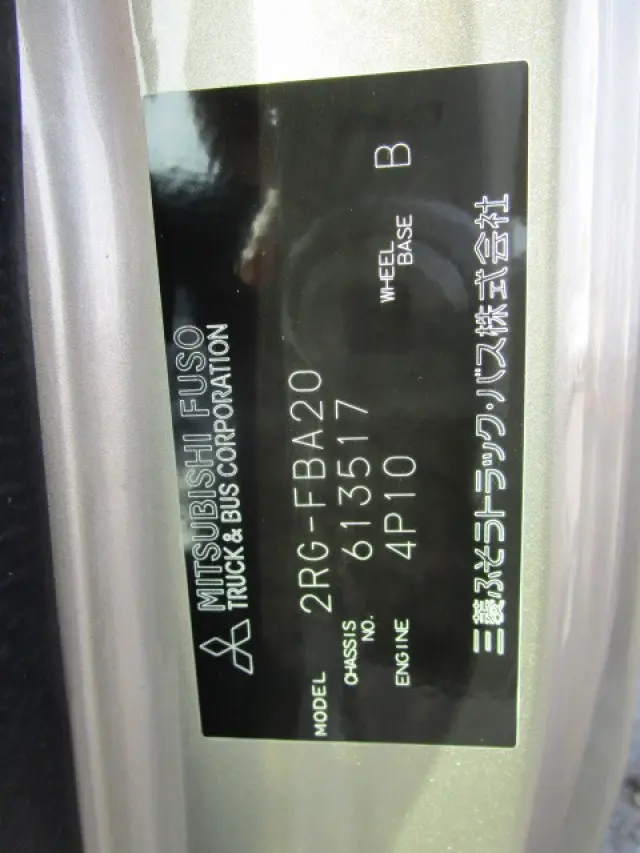 MITSUBISHI FUSO
TRUCK & BUS CORPORATION
MODEL 2RG-FBA20
CHASSIS NO. 613517
ENGINE 4P10 WHEEL BASE B
三菱ふそうトラック・バス株式会社